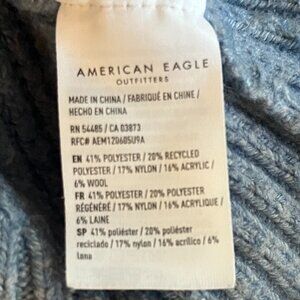 AMERICAN EAGLE
OUTFITTERS
MADE IN CHINA / FABRIQUÉ EN CHINE /
HECHO EN CHINA
RN 54485 / CA 03873
RFC# AEM120605U9A
EN 41% POLYESTER / 20% RECYCLED
POLYESTER / 17% NYLON / 16% ACRYLIC /
6% WOOL
FR 41% POLYESTER / 20% POLYESTER
RÉGÉNÉRÉ / 17% NYLON / 16% ACRYLIQUE /
6% LAINE
SP 41% poliéster / 20% poliéster
reciclado / 17% nylon / 16% acrílico / 6%
lana